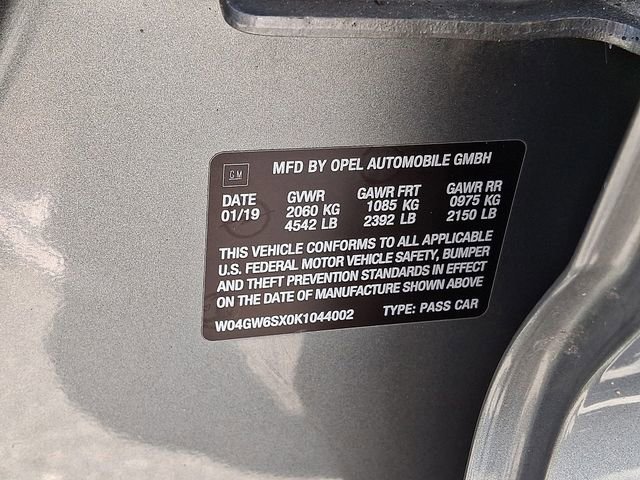 GM
MFD BY OPEL AUTOMOBILE GMBH
DATE GVWR GAWR FRT GAWR RR
01/19 2060 KG 1085 KG 0975 KG
4542 LB 2392 LB 2150 LB
THIS VEHICLE CONFORMS TO ALL APPLICABLE
U.S. FEDERAL MOTOR VEHICLE SAFETY, BUMPER
AND THEFT PREVENTION STANDARDS IN EFFECT
ON THE DATE OF MANUFACTURE SHOWN ABOVE
W04GW6SX0K1044002 TYPE: PASS CAR